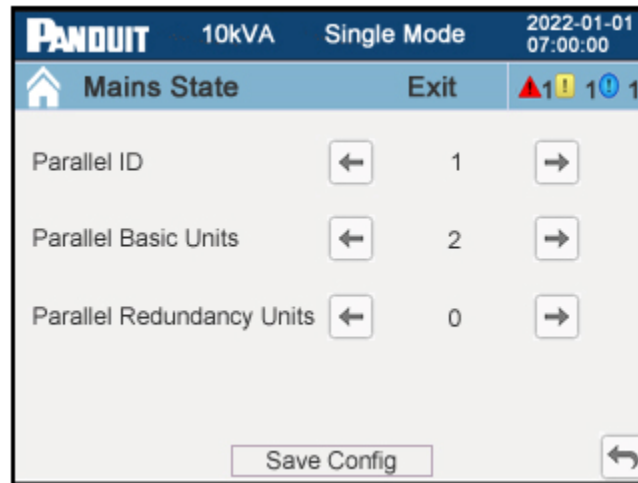 PANDUIT 10kVA Single Mode 2022-01-01
07:00:00
Mains State Exit 1 ! 1 ! 1
Parallel ID 1
Parallel Basic Units 2
Parallel Redundancy Units 0
Save Config